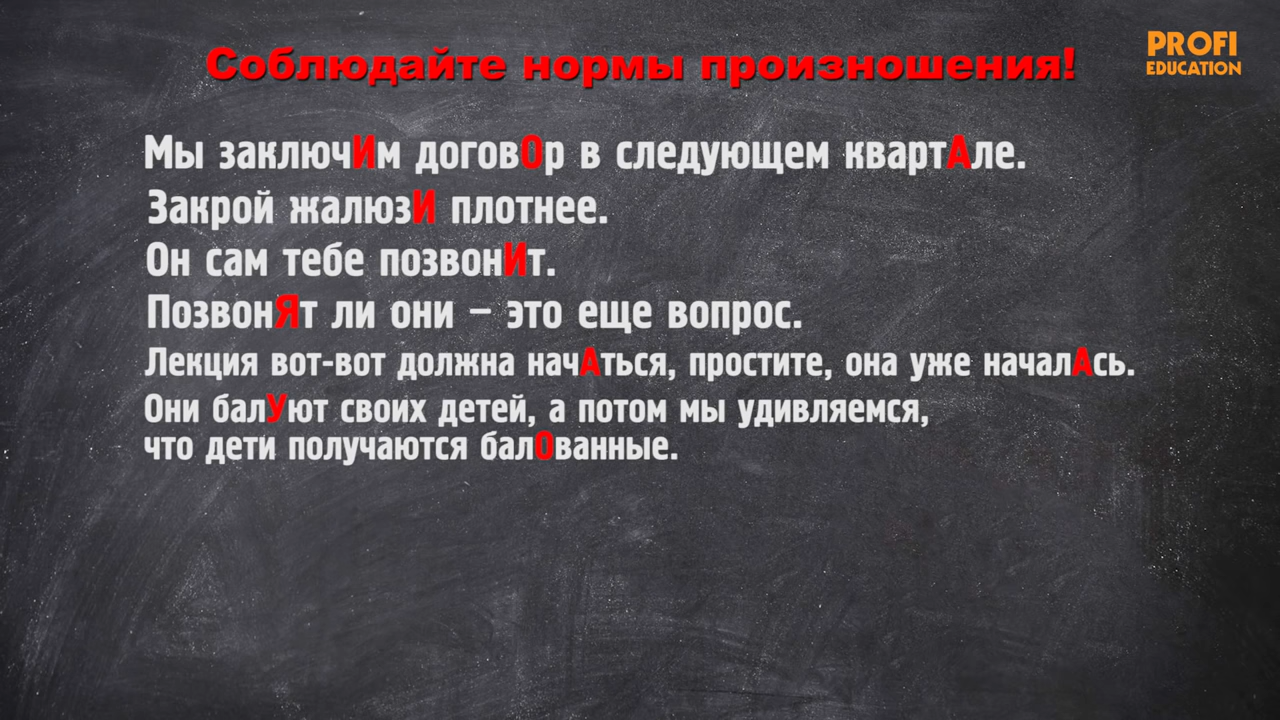 Соблюдайте нормы произношения!
PROFI
EDUCATION
Мы заключИм договОр в следующем квартАле.
Закрой жалюзИ плотнее.
Он сам тебе позвонИт.
ПозвонЯт ли они – это еще вопрос.
Лекция вот-вот должна начАться, простите, она уже началАсь.
Они балУют своих детей, а потом мы удивляемся,
что дети получаются балОванные.